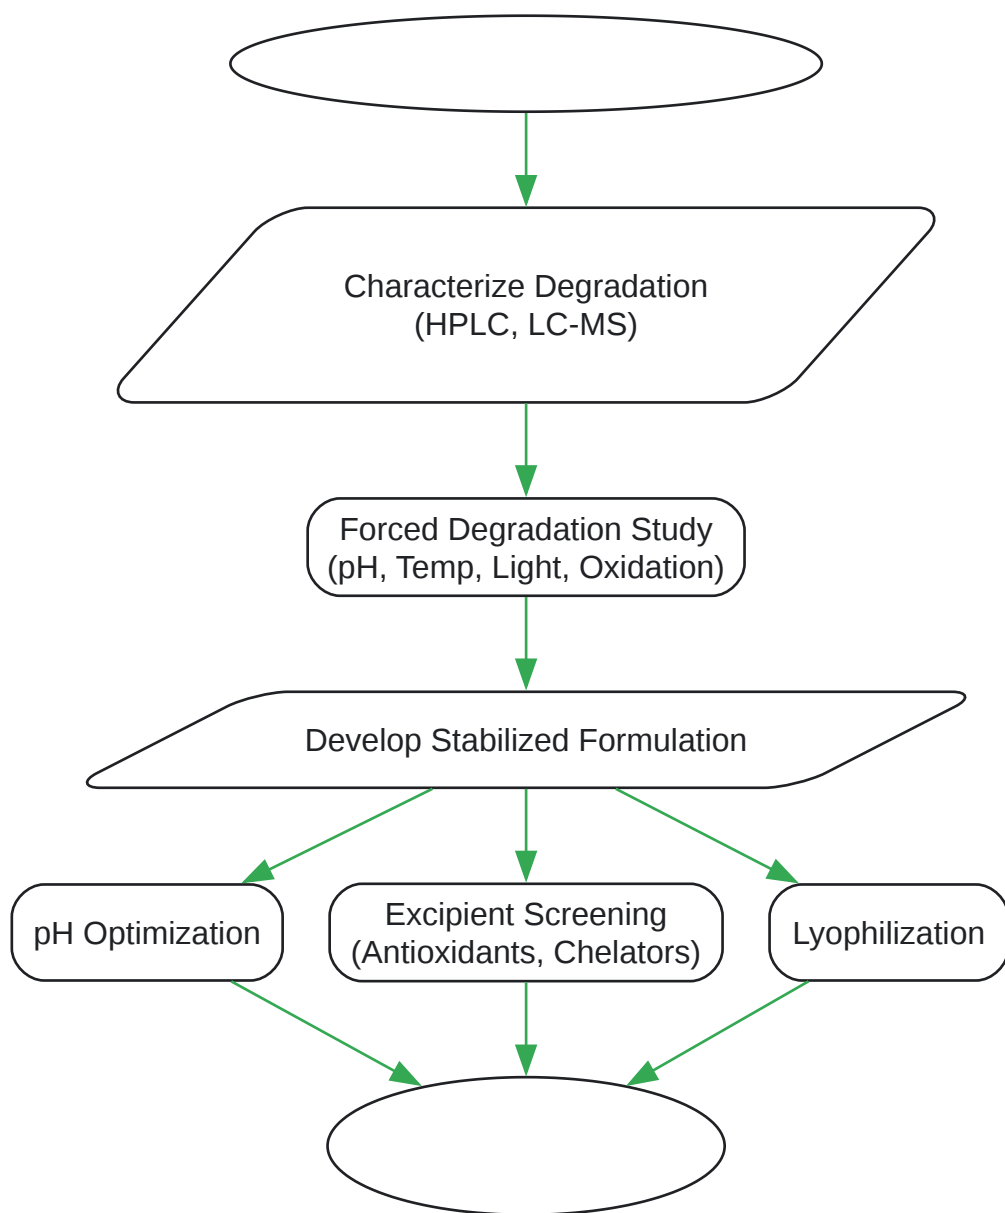 Characterize Degradation
(HPLC, LC-MS)
Forced Degradation Study
(pH, Temp, Light, Oxidation)
Develop Stabilized Formulation
pH Optimization
Excipient Screening
(Antioxidants, Chelators)
Lyophilization